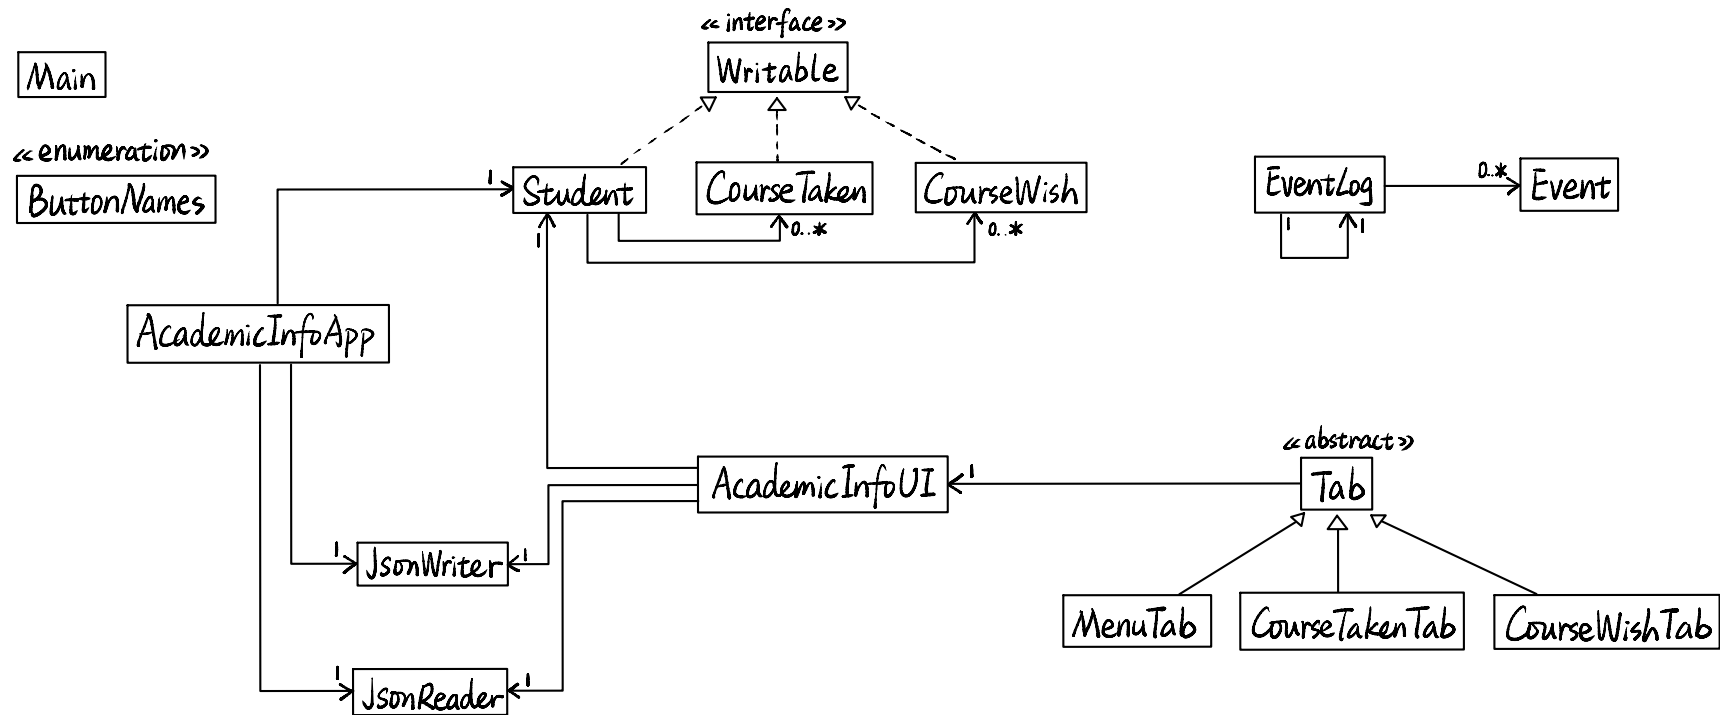 << interface >>
Writable
Main
<< enumeration >>
ButtonNames
1
Student
CourseTaken
CourseWish
EventLog
0..*
Event
1
0..*
0..*
1
1
AcademicInfoApp
<< abstract >>
Tab
AcademicInfoUI
1
1
JsonWriter
1
MenuTab
CourseTakenTab
CourseWishTab
1
JsonReader
1